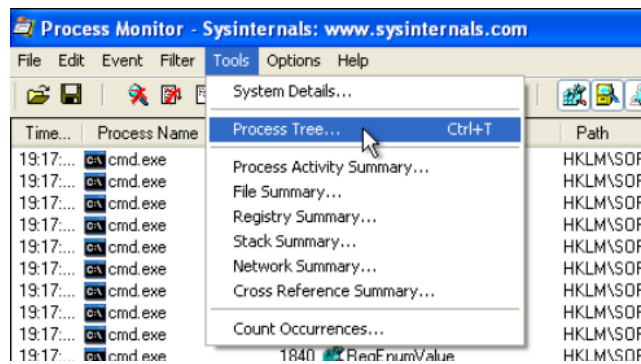 Process Monitor - Sysinternals: www.sysinternals.com
File Edit Event Filter Tools Options Help
System Details...
Time... Process Name Process Tree... Ctrl+T Path
19:17:... cmd.exe Process Activity Summary... HKLM\SOF
19:17:... cmd.exe File Summary... HKLM\SOF
19:17:... cmd.exe Registry Summary... HKLM\SOF
19:17:... cmd.exe Stack Summary... HKLM\SOF
19:17:... cmd.exe Network Summary... HKLM\SOF
19:17:... cmd.exe Cross Reference Summary... HKLM\SOF
19:17:... cmd.exe HKLM\SOF
19:17:... cmd.exe Count Occurrences... HKLM\SOF
19:17:... cmd.exe 1840 RegEnumValue HKLM\SOF